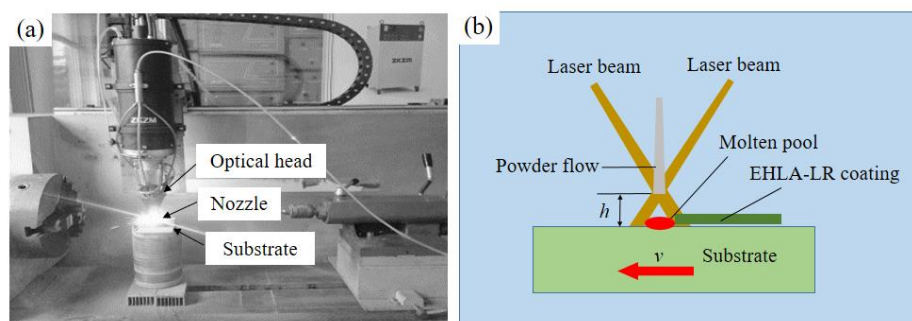 (a)
ZKZM
ZKZM
Optical head
Nozzle
Substrate
(b)
Laser beam
Laser beam
Molten pool
Powder flow
EHLA-LR coating
h
v
Substrate